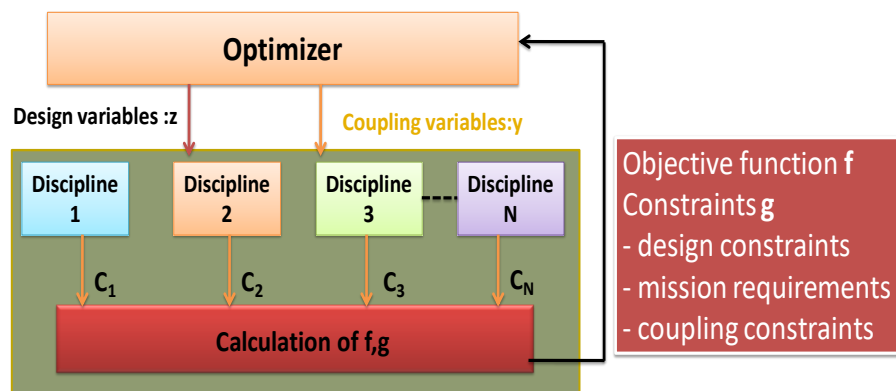 Optimizer
Design variables :z
Coupling variables:y
Discipline
1
Discipline
2
Discipline
3
Discipline
N
C₁
C₂
C₃
C_N
Calculation of f,g
Objective function f
Constraints g
- design constraints
- mission requirements
- coupling constraints